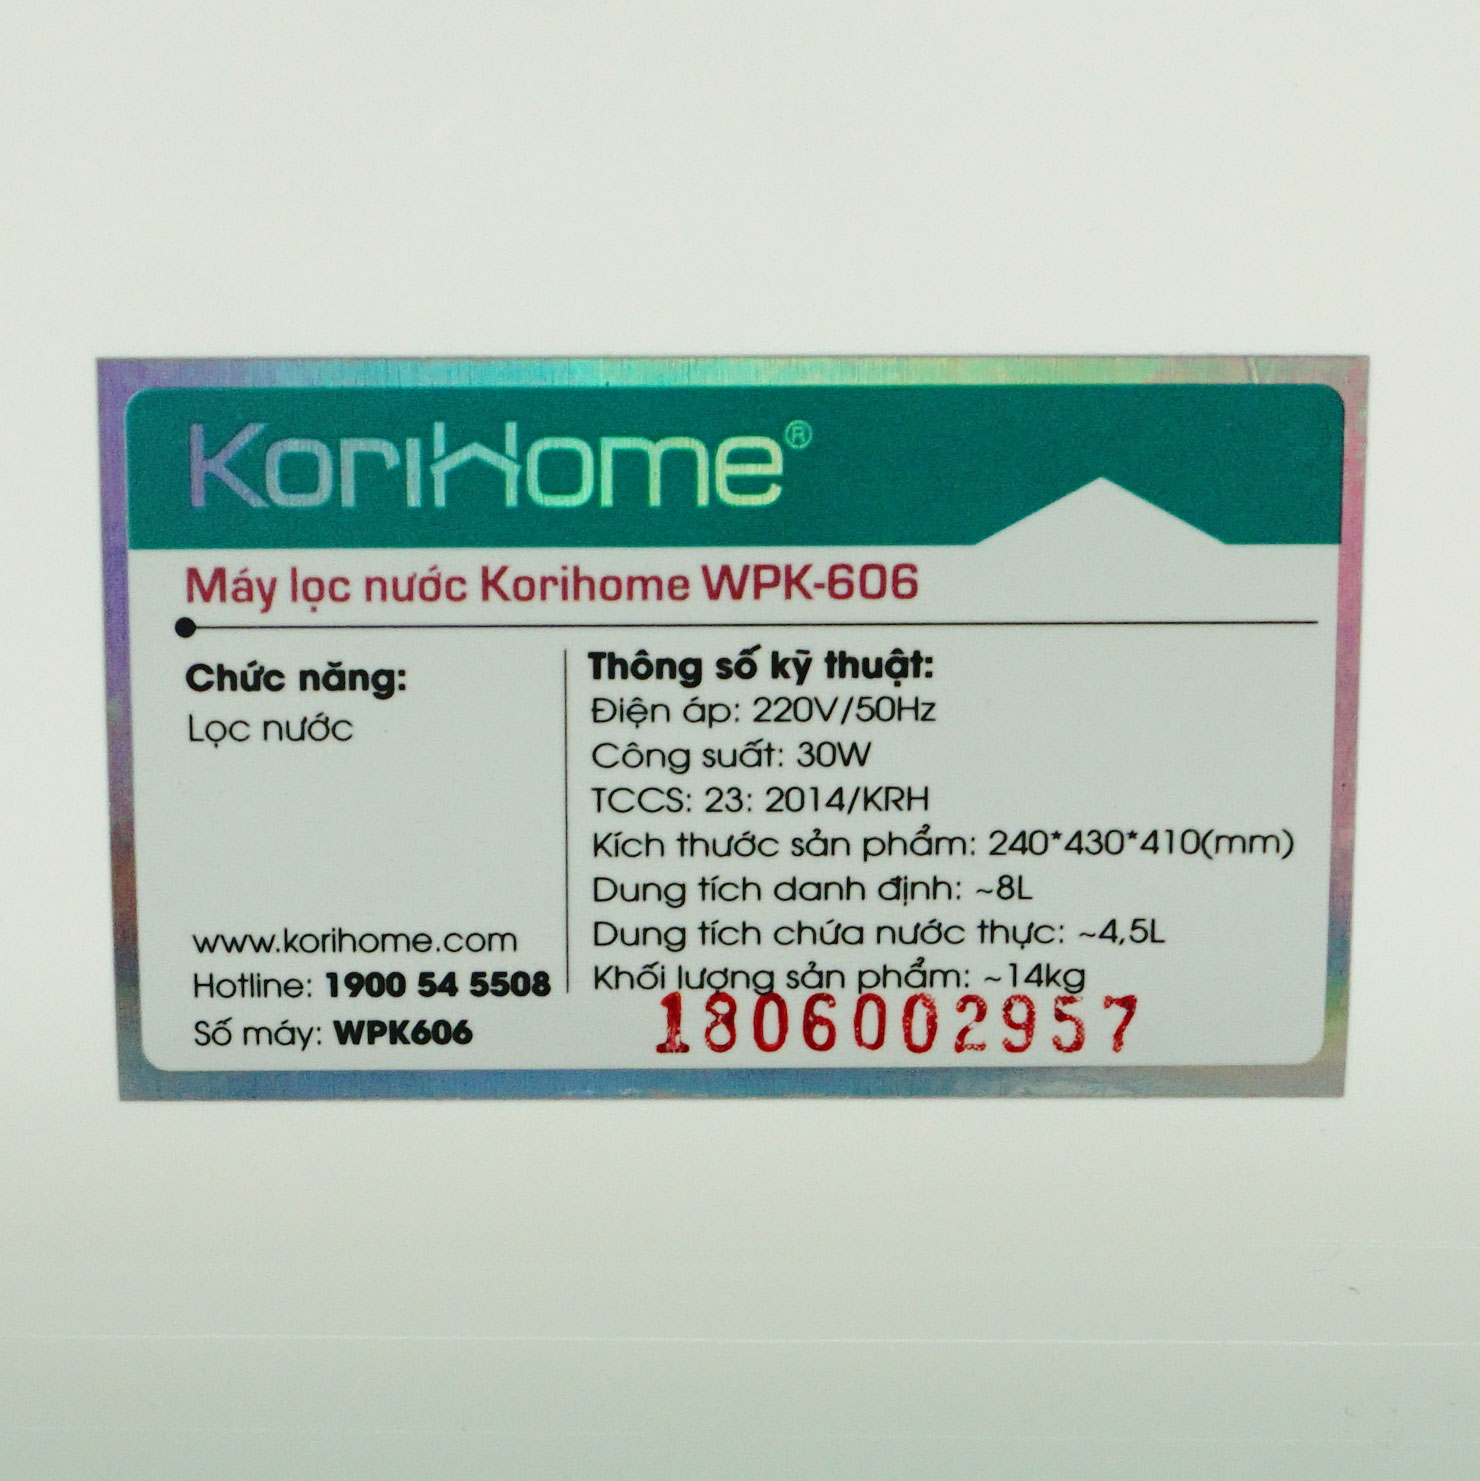 KoriHome®
Máy lọc nước Korihome WPK-606
Chức năng:
Lọc nước
www.korihome.com
Hotline: 1900 54 5508
Số máy: WPK606
Thông số kỹ thuật:
Điện áp: 220V/50Hz
Công suất: 30W
TCCS: 23: 2014/KRH
Kích thước sản phẩm: 240*430*410(mm)
Dung tích danh định: ~8L
Dung tích chứa nước thực: ~4,5L
Khối lượng sản phẩm: ~14kg
1806002957